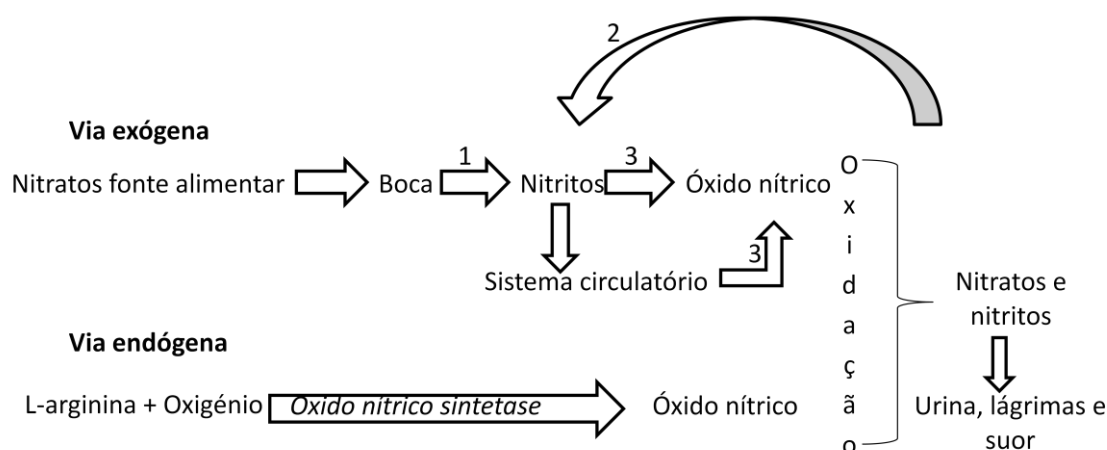 2
Via exógena
Nitratos fonte alimentar
Boca
1
Nitritos
3
Óxido nítrico
Sistema circulatório
3
Via endógena
L-arginina + Oxigénio
Oxido nítrico sintetase
Óxido nítrico
O
x
i
d
a
ç
ã
o
Nitratos e
nitritos
Urina, lágrimas e
suor